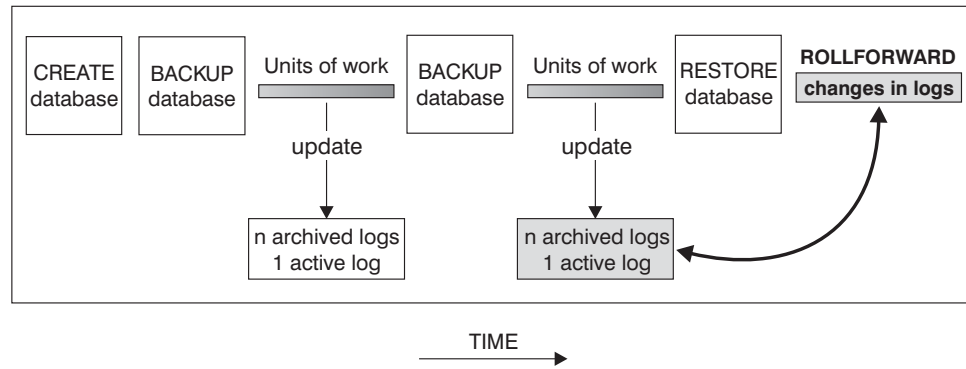 CREATE
database
BACKUP
database
Units of work
update
n archived logs
1 active log
BACKUP
database
Units of work
update
n archived logs
1 active log
RESTORE
database
ROLLFORWARD
changes in logs
TIME